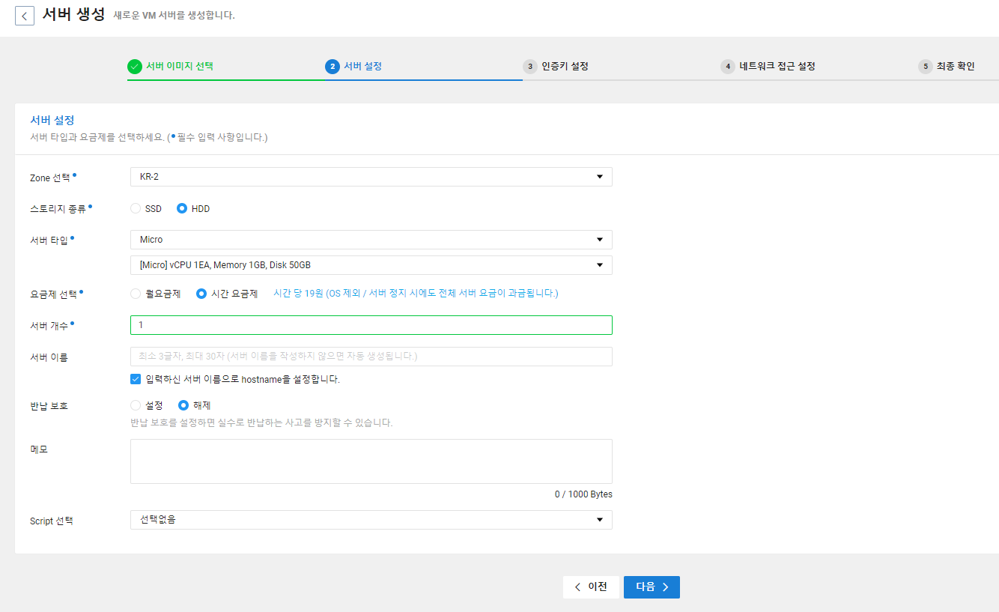 서버 생성 새로운 VM 서버를 생성합니다.
서버 이미지 선택 2 서버 설정 3 인증키 설정 4 네트워크 접근 설정 5 최종 확인
서버 설정
서버 타입과 요금제를 선택하세요. (• 필수 입력 사항입니다.)
Zone 선택• KR-2
스토리지 종류• SSD HDD
서버 타입• Micro
[Micro] vCPU 1EA, Memory 1GB, Disk 50GB
요금제 선택• 월요금제 시간 요금제 시간 당 19원 (OS 제외 / 서버 정지 시에도 전체 서버 요금이 과금됩니다.)
서버 개수• 1
서버 이름 최소 3글자, 최대 30자 (서버 이름을 작성하지 않으면 자동 생성됩니다.)
입력하신 서버 이름으로 hostname을 설정합니다.
반납 보호 설정 해제
반납 보호를 설정하면 실수로 반납하는 사고를 방지할 수 있습니다.
메모
0 / 1000 Bytes
Script 선택 선택없음
이전 다음